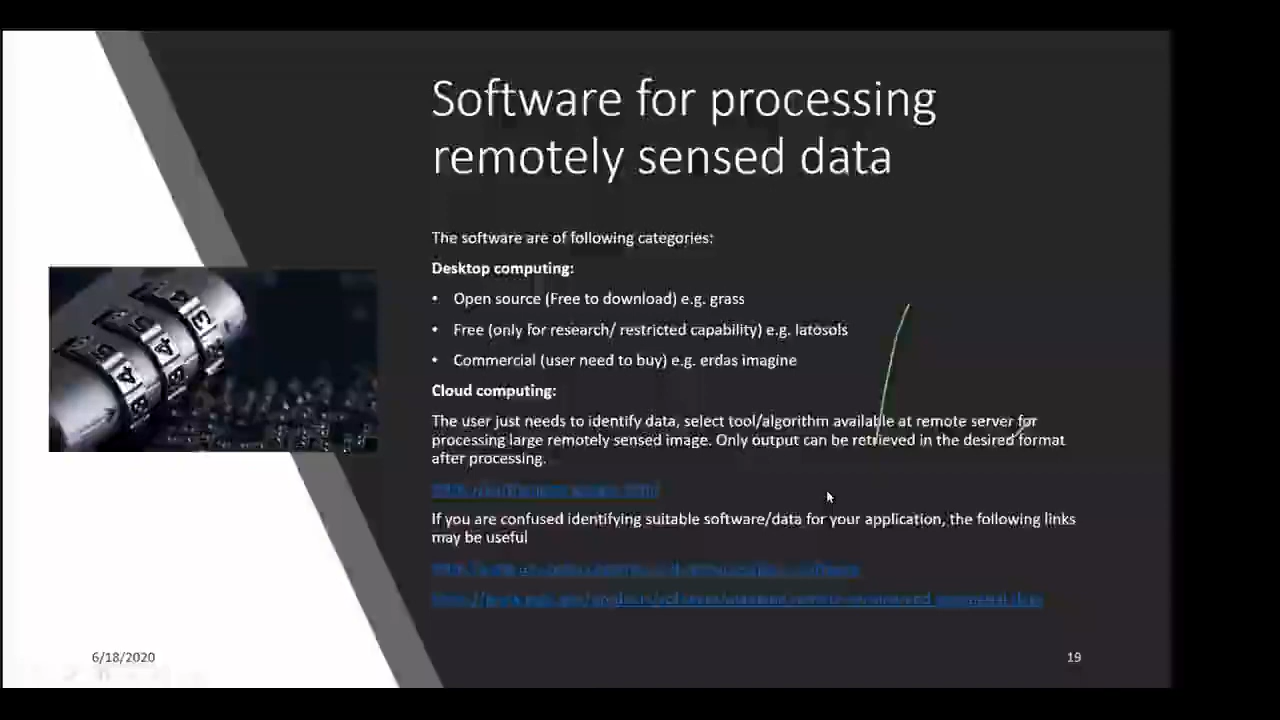 Software for processing
remotely sensed data
The software are of following categories:
Desktop computing:
• Open source (Free to download) e.g. grass
• Free (only for research/ restricted capability) e.g. latosols
• Commercial (user need to buy) e.g. erdas imagine
Cloud computing:
The user just needs to identify data, select tool/algorithm available at remote server for
processing large remotely sensed image. Only output can be retrieved in the desired format
after processing.
If you are confused identifying suitable software/data for your application, the following links
may be useful
6/18/2020
19